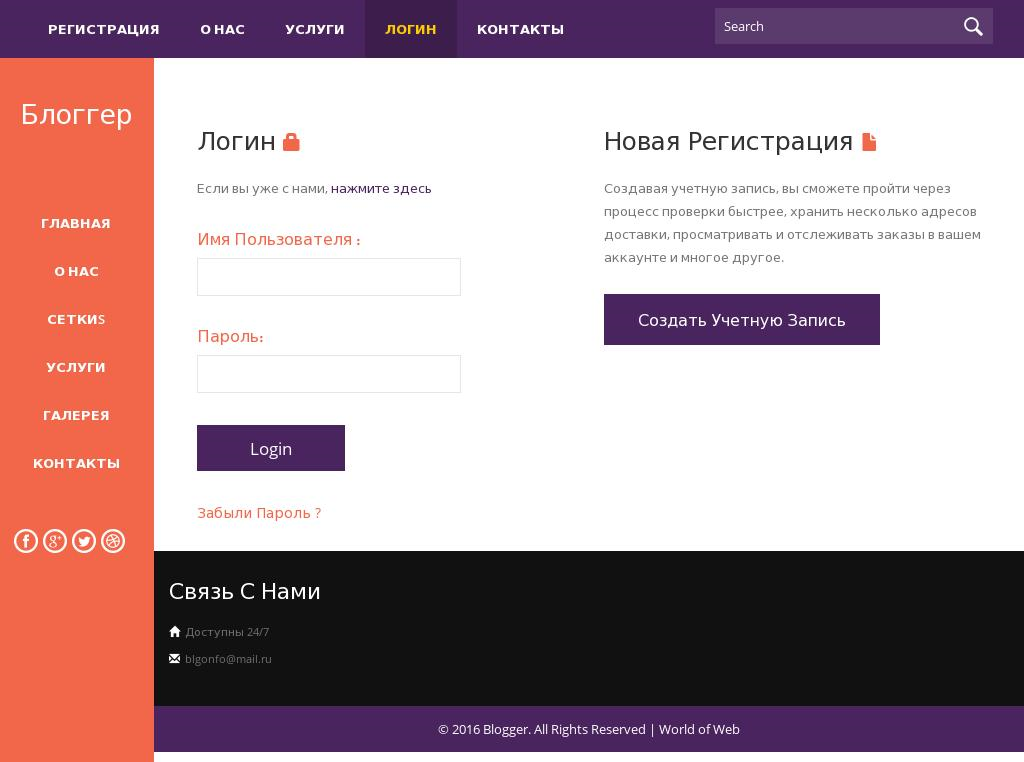 РЕГИСТРАЦИЯ О НАС УСЛУГИ ЛОГИН КОНТАКТЫ Search
Блоггер
ГЛАВНАЯ
О НАС
СЕТКИS
УСЛУГИ
ГАЛЕРЕЯ
КОНТАКТЫ
Логин
Если вы уже с нами, нажмите здесь
Имя Пользователя :
Пароль:
Login
Забыли Пароль ?
Новая Регистрация
Создавая учетную запись, вы сможете пройти через
процесс проверки быстрее, хранить несколько адресов
доставки, просматривать и отслеживать заказы в вашем
аккаунте и многое другое.
Создать Учетную Запись
Связь С Нами
Доступны 24/7
blgonfo@mail.ru
© 2016 Blogger. All Rights Reserved | World of Web